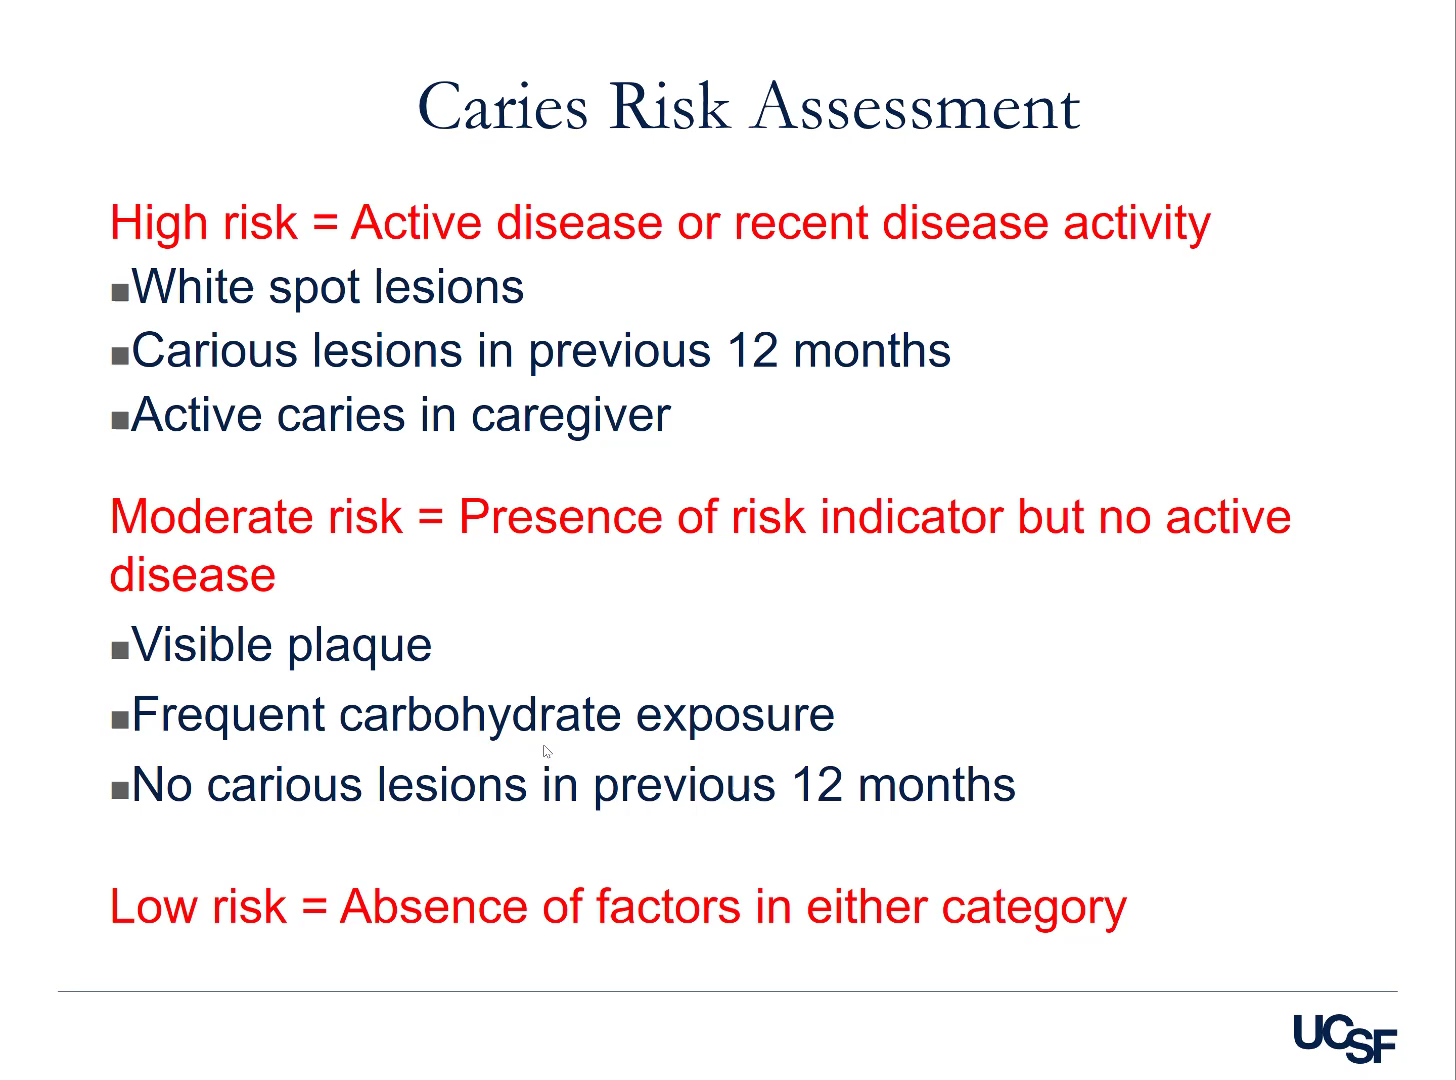 Caries Risk Assessment
High risk = Active disease or recent disease activity
■White spot lesions
■Carious lesions in previous 12 months
■Active caries in caregiver
Moderate risk = Presence of risk indicator but no active
disease
■Visible plaque
■Frequent carbohydrate exposure
■No carious lesions in previous 12 months
Low risk = Absence of factors in either category
UCSF